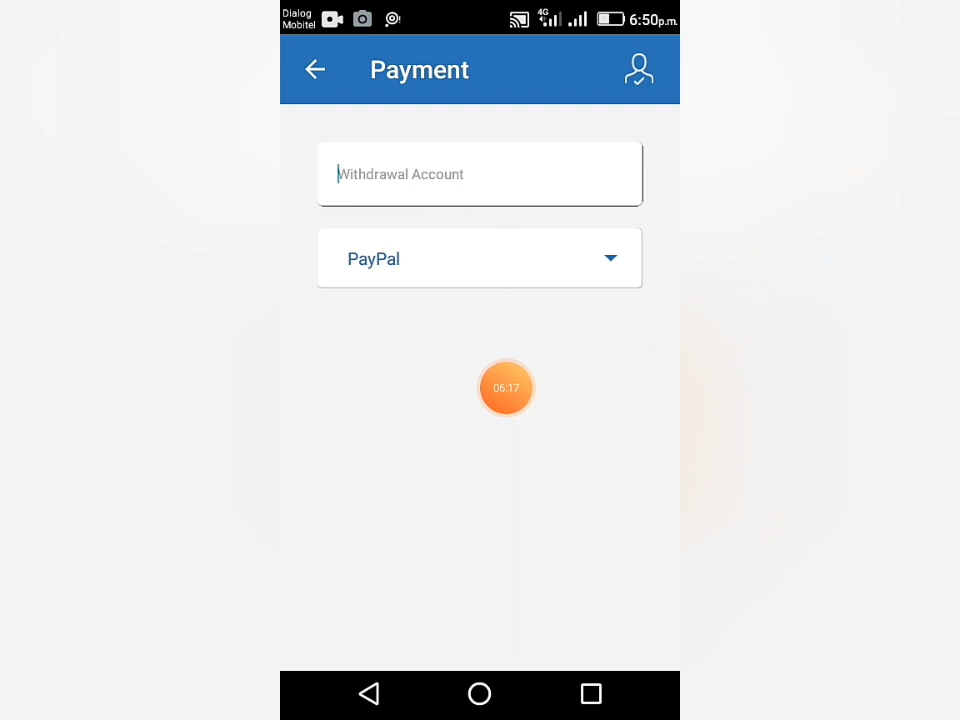 Dialog
Mobitel
4G
6:50p.m.
Payment
Withdrawal Account
PayPal
06:17